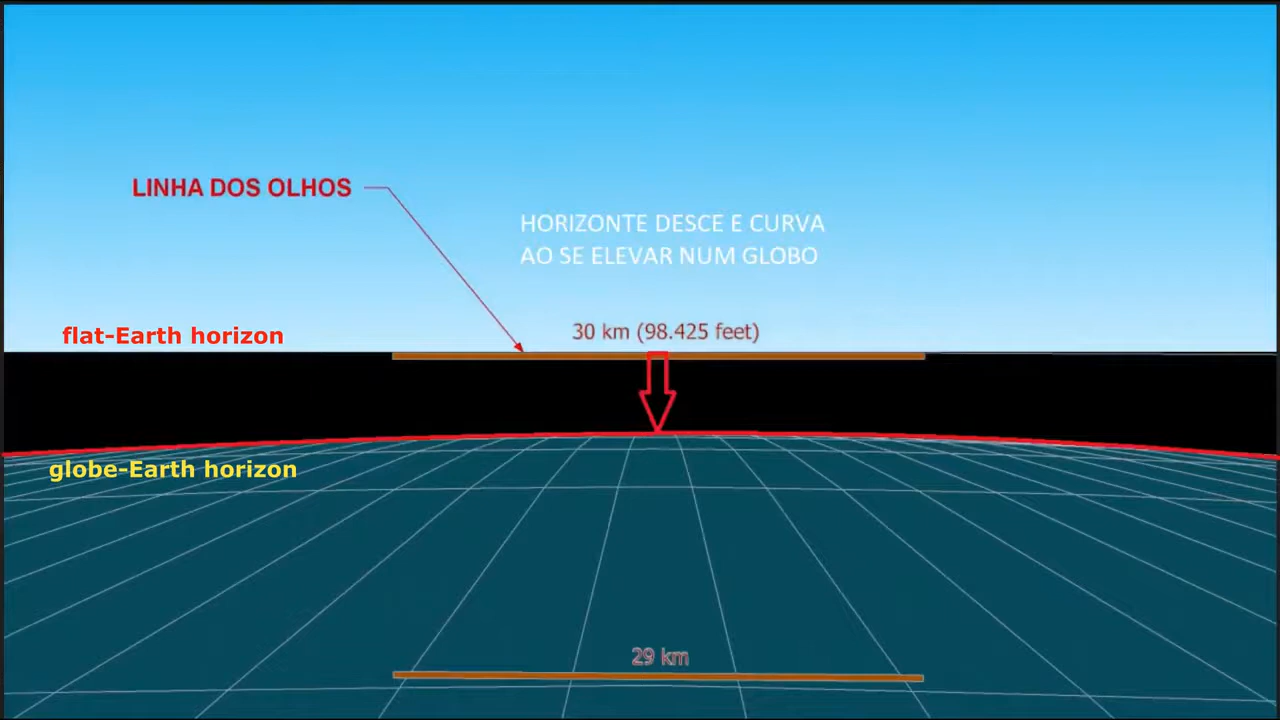 LINHA DOS OLHOS
HORIZONTE DESCE E CURVA
AO SE ELEVAR NUM GLOBO
flat-Earth horizon
30 km (98.425 feet)
globe-Earth horizon
29 km